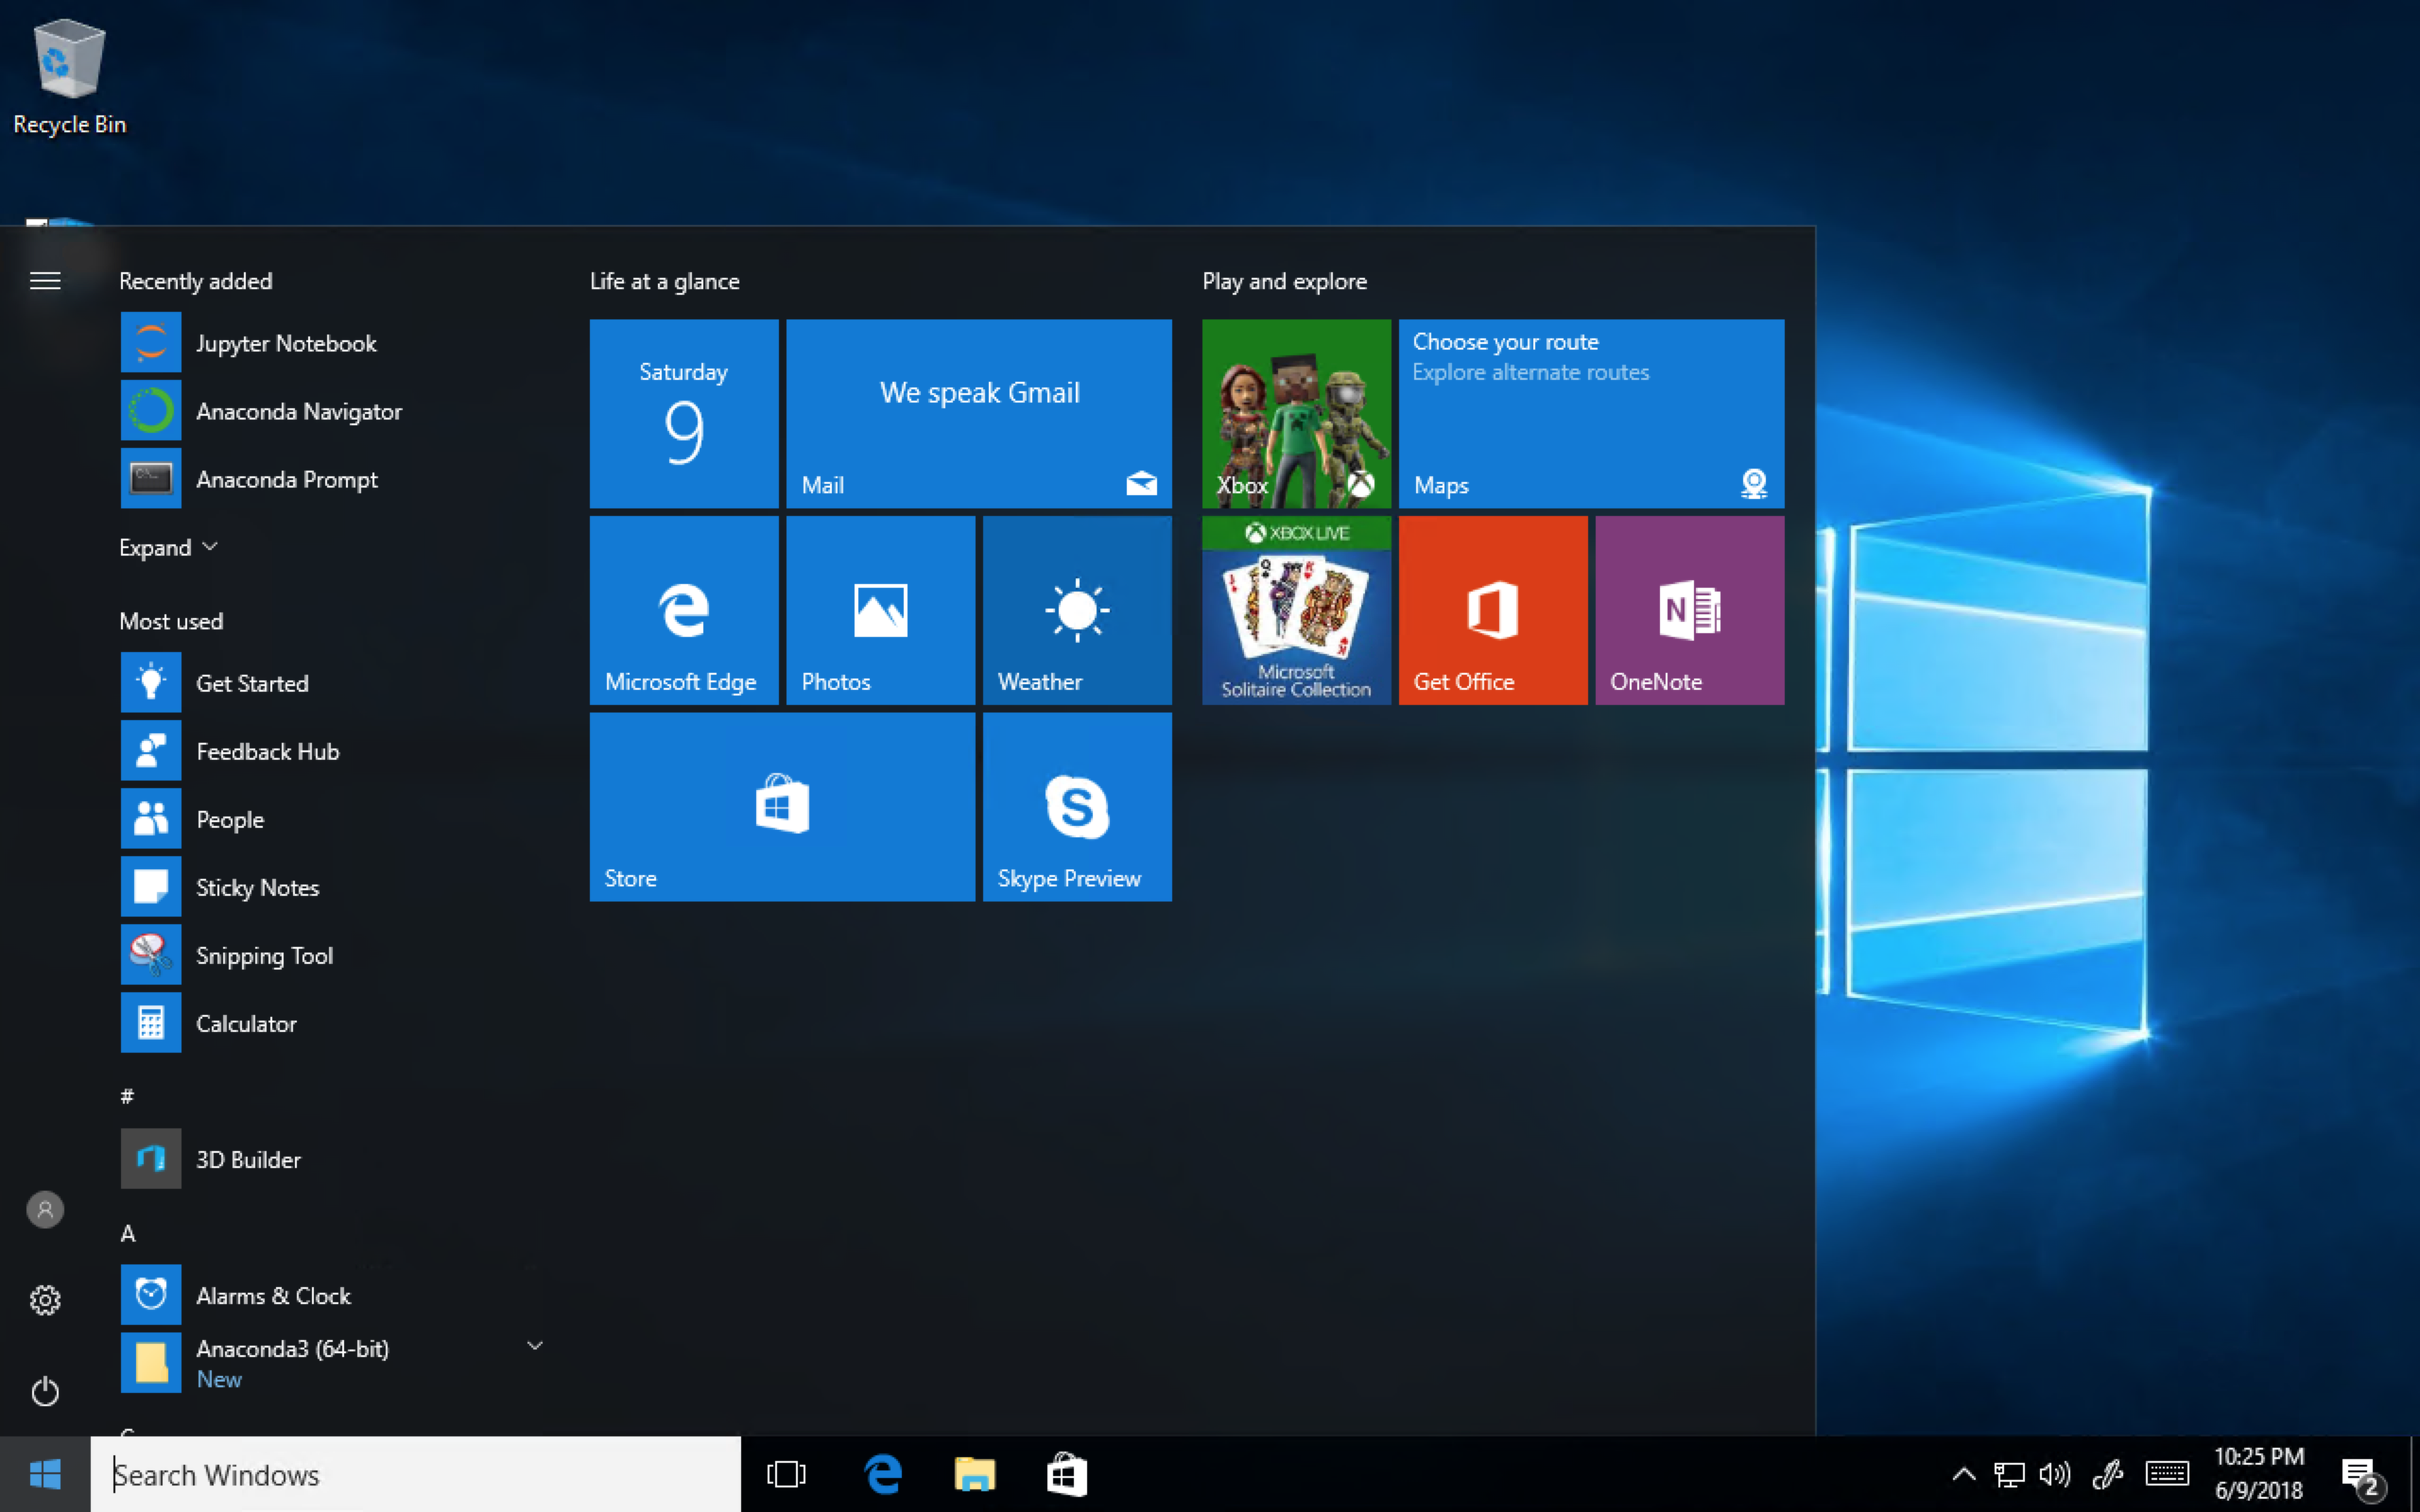 Recycle Bin
Recently added
Jupyter Notebook
Anaconda Navigator
Anaconda Prompt
Expand
Most used
Get Started
Feedback Hub
People
Sticky Notes
Snipping Tool
Calculator
#
3D Builder
A
Alarms & Clock
Anaconda3 (64-bit)
New
Life at a glance
Saturday
9
We speak Gmail
Mail
Microsoft Edge
Photos
Weather
Store
Skype Preview
Play and explore
Xbox
Choose your route
Explore alternate routes
Maps
XBOX LIVE
Microsoft
Solitaire Collection
Get Office
OneNote
Search Windows
10:25 PM
6/9/2018
2